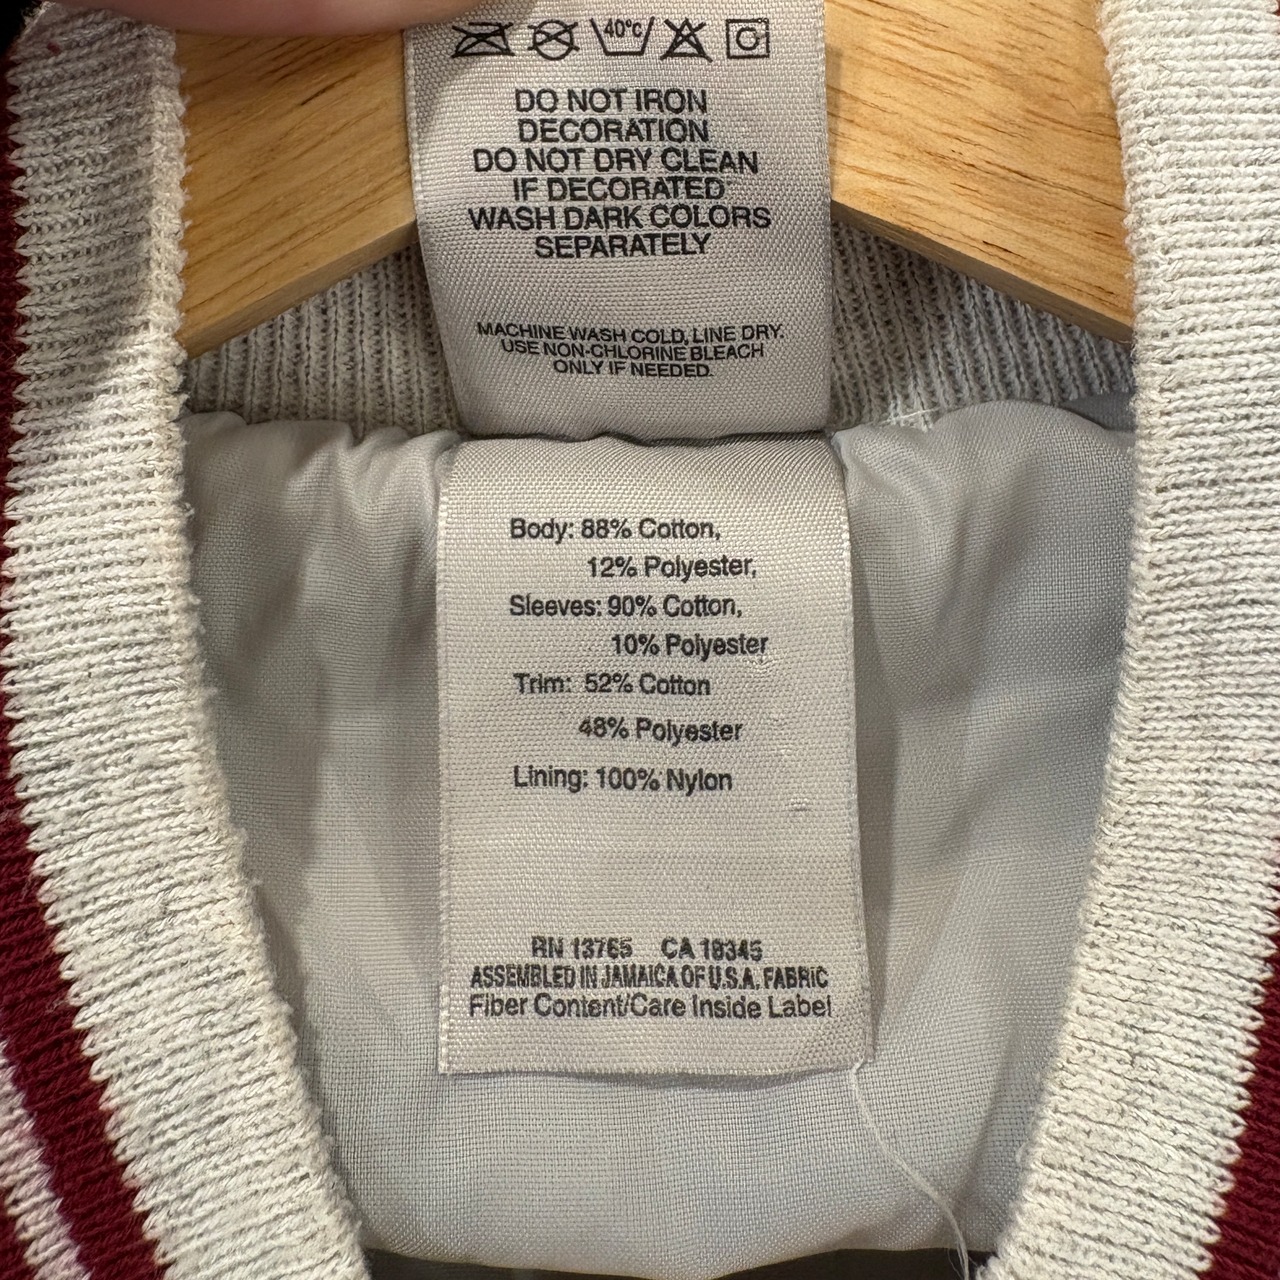 40°c
DO NOT IRON
DECORATION
DO NOT DRY CLEAN
IF DECORATED
WASH DARK COLORS
SEPARATELY
MACHINE WASH COLD, LINE DRY.
USE NON-CHLORINE BLEACH
ONLY IF NEEDED.
Body: 88% Cotton,
12% Polyester,
Sleeves: 90% Cotton,
10% Polyester
Trim: 52% Cotton
48% Polyester
Lining: 100% Nylon
RN 13765 CA 18345
ASSEMBLED IN JAMAICA OF U.S.A. FABRIC
Fiber Content/Care Inside Label